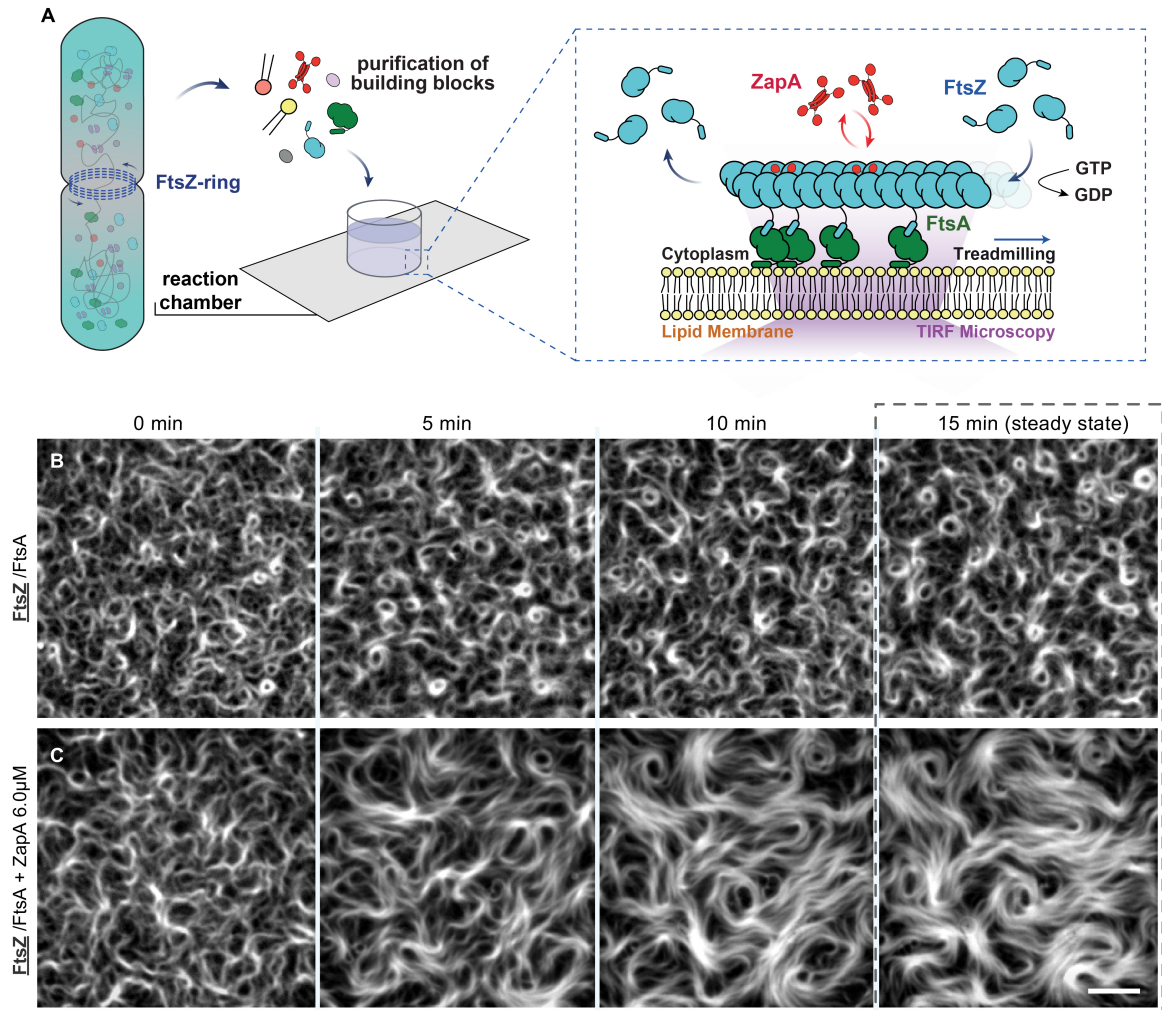 A
purification of
building blocks
FtsZ-ring
reaction
chamber
ZapA
FtsZ
GTP
GDP
FtsA
Cytoplasm
Treadmilling
Lipid Membrane
TIRF Microscopy
0 min
5 min
10 min
15 min (steady state)
B
FtsZ /FtsA
C
FtsZ /FtsA + ZapA 6.0µM